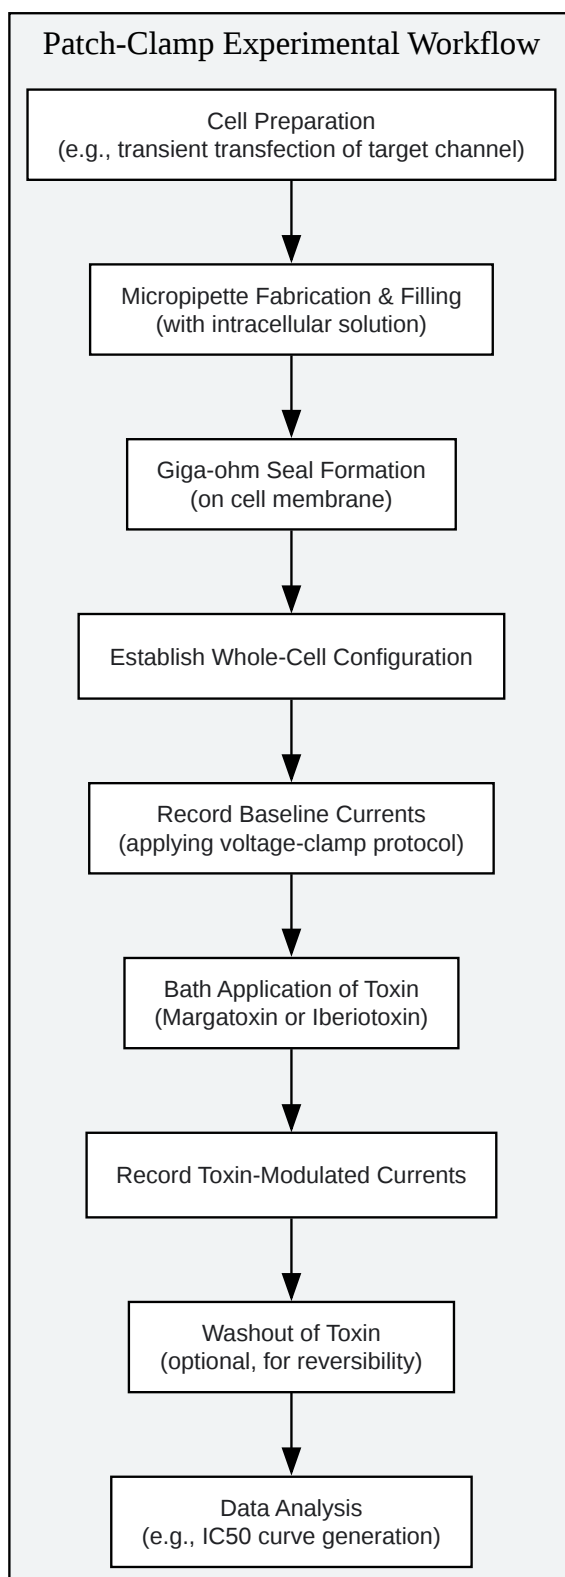 Patch-Clamp Experimental Workflow
Cell Preparation
(e.g., transient transfection of target channel)
Micropipette Fabrication & Filling
(with intracellular solution)
Giga-ohm Seal Formation
(on cell membrane)
Establish Whole-Cell Configuration
Record Baseline Currents
(applying voltage-clamp protocol)
Bath Application of Toxin
(Margatoxin or Iberiotoxin)
Record Toxin-Modulated Currents
Washout of Toxin
(optional, for reversibility)
Data Analysis
(e.g., IC50 curve generation)